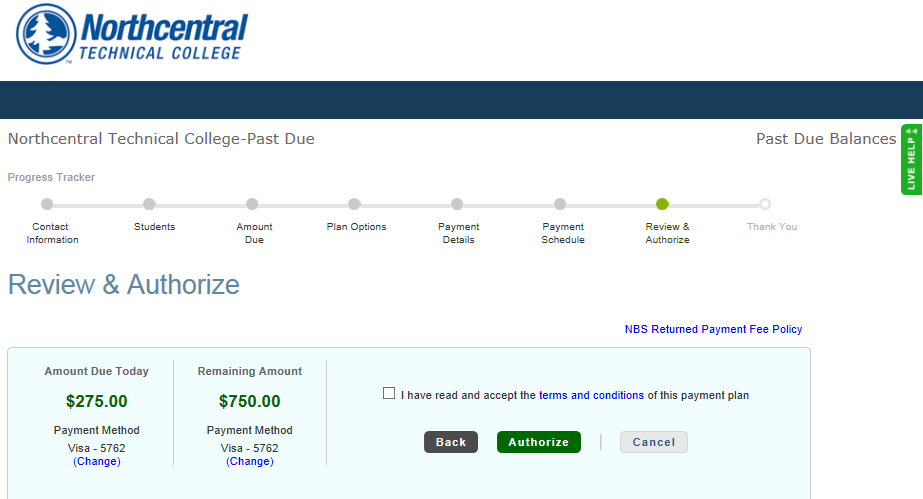 Northcentral
TECHNICAL COLLEGE
TM
Northcentral Technical College-Past Due
Past Due Balances
LIVE HELP
Progress Tracker
Contact
Information
Students
Amount
Due
Plan Options
Payment
Details
Payment
Schedule
Review &
Authorize
Thank You
Review & Authorize
NBS Returned Payment Fee Policy
Amount Due Today
$275.00
Payment Method
Visa - 5762
(Change)
Remaining Amount
$750.00
Payment Method
Visa - 5762
(Change)
I have read and accept the terms and conditions of this payment plan
Back
Authorize
|
Cancel